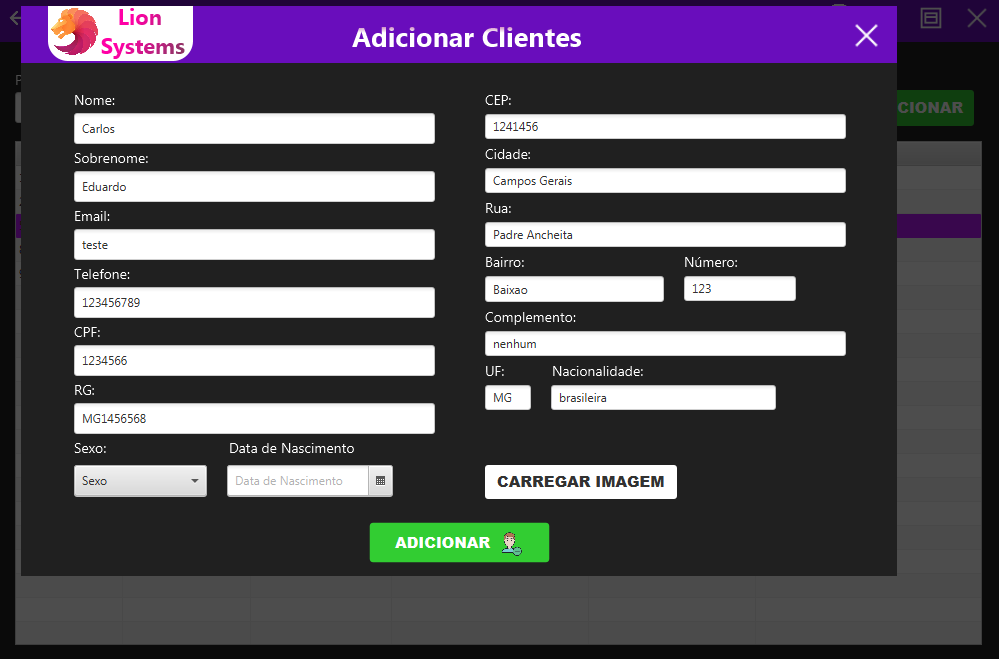 Lion
Systems
Adicionar Clientes
Nome:
Carlos
Sobrenome:
Eduardo
Email:
teste
Telefone:
123456789
CPF:
1234566
RG:
MG1456568
Sexo:
Data de Nascimento
Sexo
Data de Nascimento
CEP:
1241456
Cidade:
Campos Gerais
Rua:
Padre Ancheita
Bairro:
Número:
Baixao
123
Complemento:
nenhum
UF:
Nacionalidade:
MG
brasileira
CARREGAR IMAGEM
ADICIONAR
CIONAR